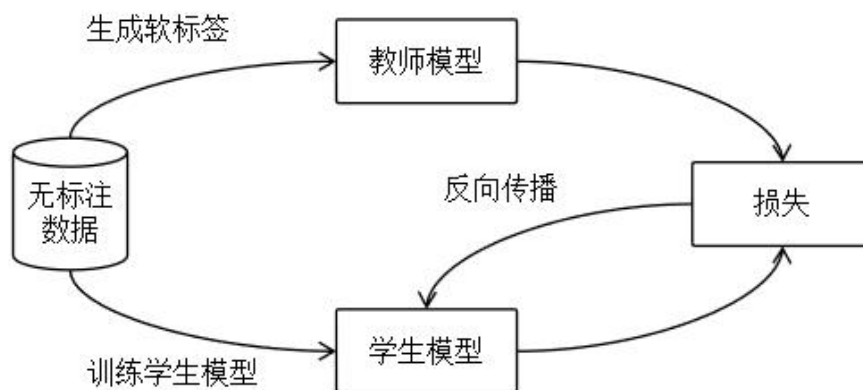 生成软标签
教师模型
无标注
数据
反向传播
损失
训练学生模型
学生模型